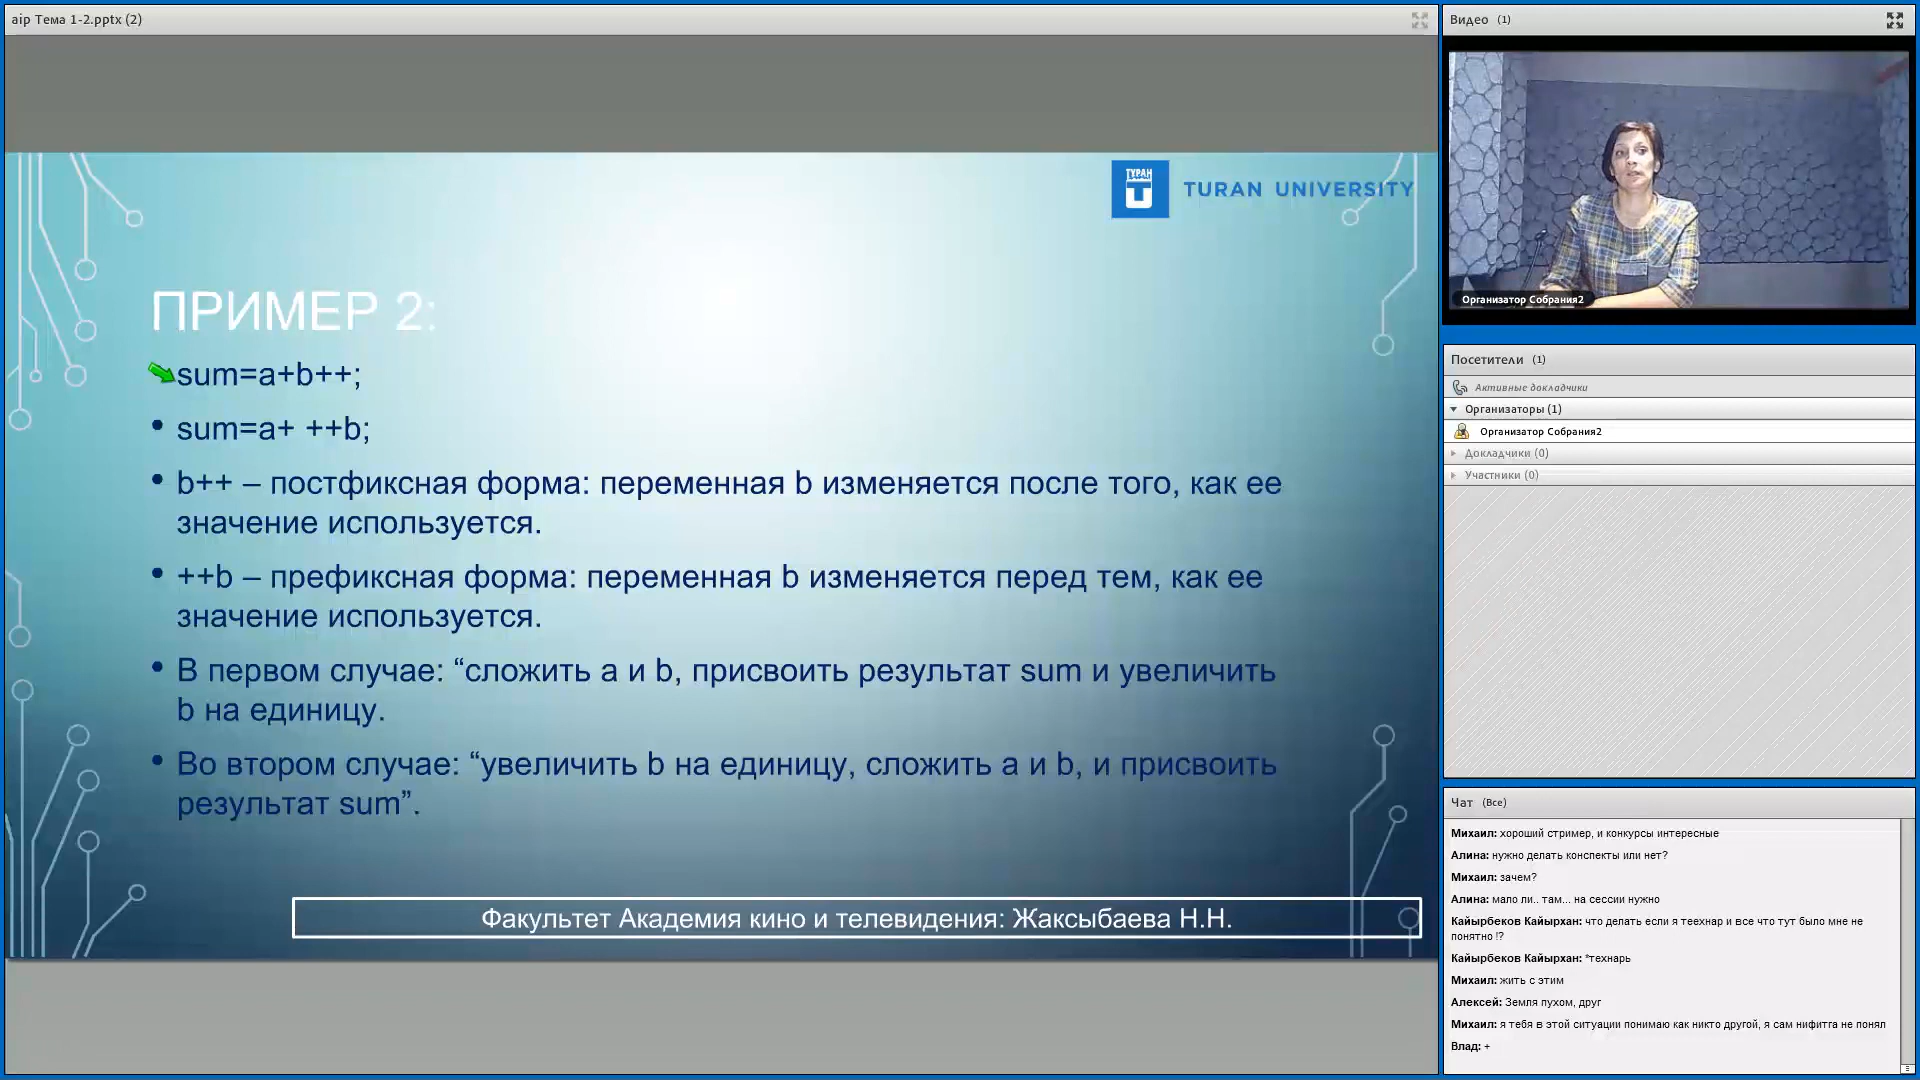 aip Тема 1-2.pptx (2)
ТУРАН
TURAN UNIVERSITY
ПРИМЕР 2:
sum=a+b++;
• sum=a+ ++b;
• b++ – постфиксная форма: переменная b изменяется после того, как ее
значение используется.
• ++b – префиксная форма: переменная b изменяется перед тем, как ее
значение используется.
• В первом случае: “сложить a и b, присвоить результат sum и увеличить
b на единицу.
• Во втором случае: “увеличить b на единицу, сложить a и b, и присвоить
результат sum”.
Факультет Академия кино и телевидения: Жаксыбаева Н.Н.
Видео (1)
Организатор Собрания2
Посетители (1)
Активные докладчики
Организаторы (1)
Организатор Собрания2
Докладчики (0)
Участники (0)
Чат (Все)
Михаил: хороший стример, и конкурсы интересные
Алина: нужно делать конспекты или нет?
Михаил: зачем?
Алина: мало ли.. там... на сессии нужно
Кайырбеков Кайырхан: что делать если я теехнар и все что тут было мне не
понятно !?
Кайырбеков Кайырхан: *технарь
Михаил: жить с этим
Алексей: Земля пухом, друг
Михаил: я тебя в этой ситуации понимаю как никто другой, я сам нифитга не понял
Влад: +